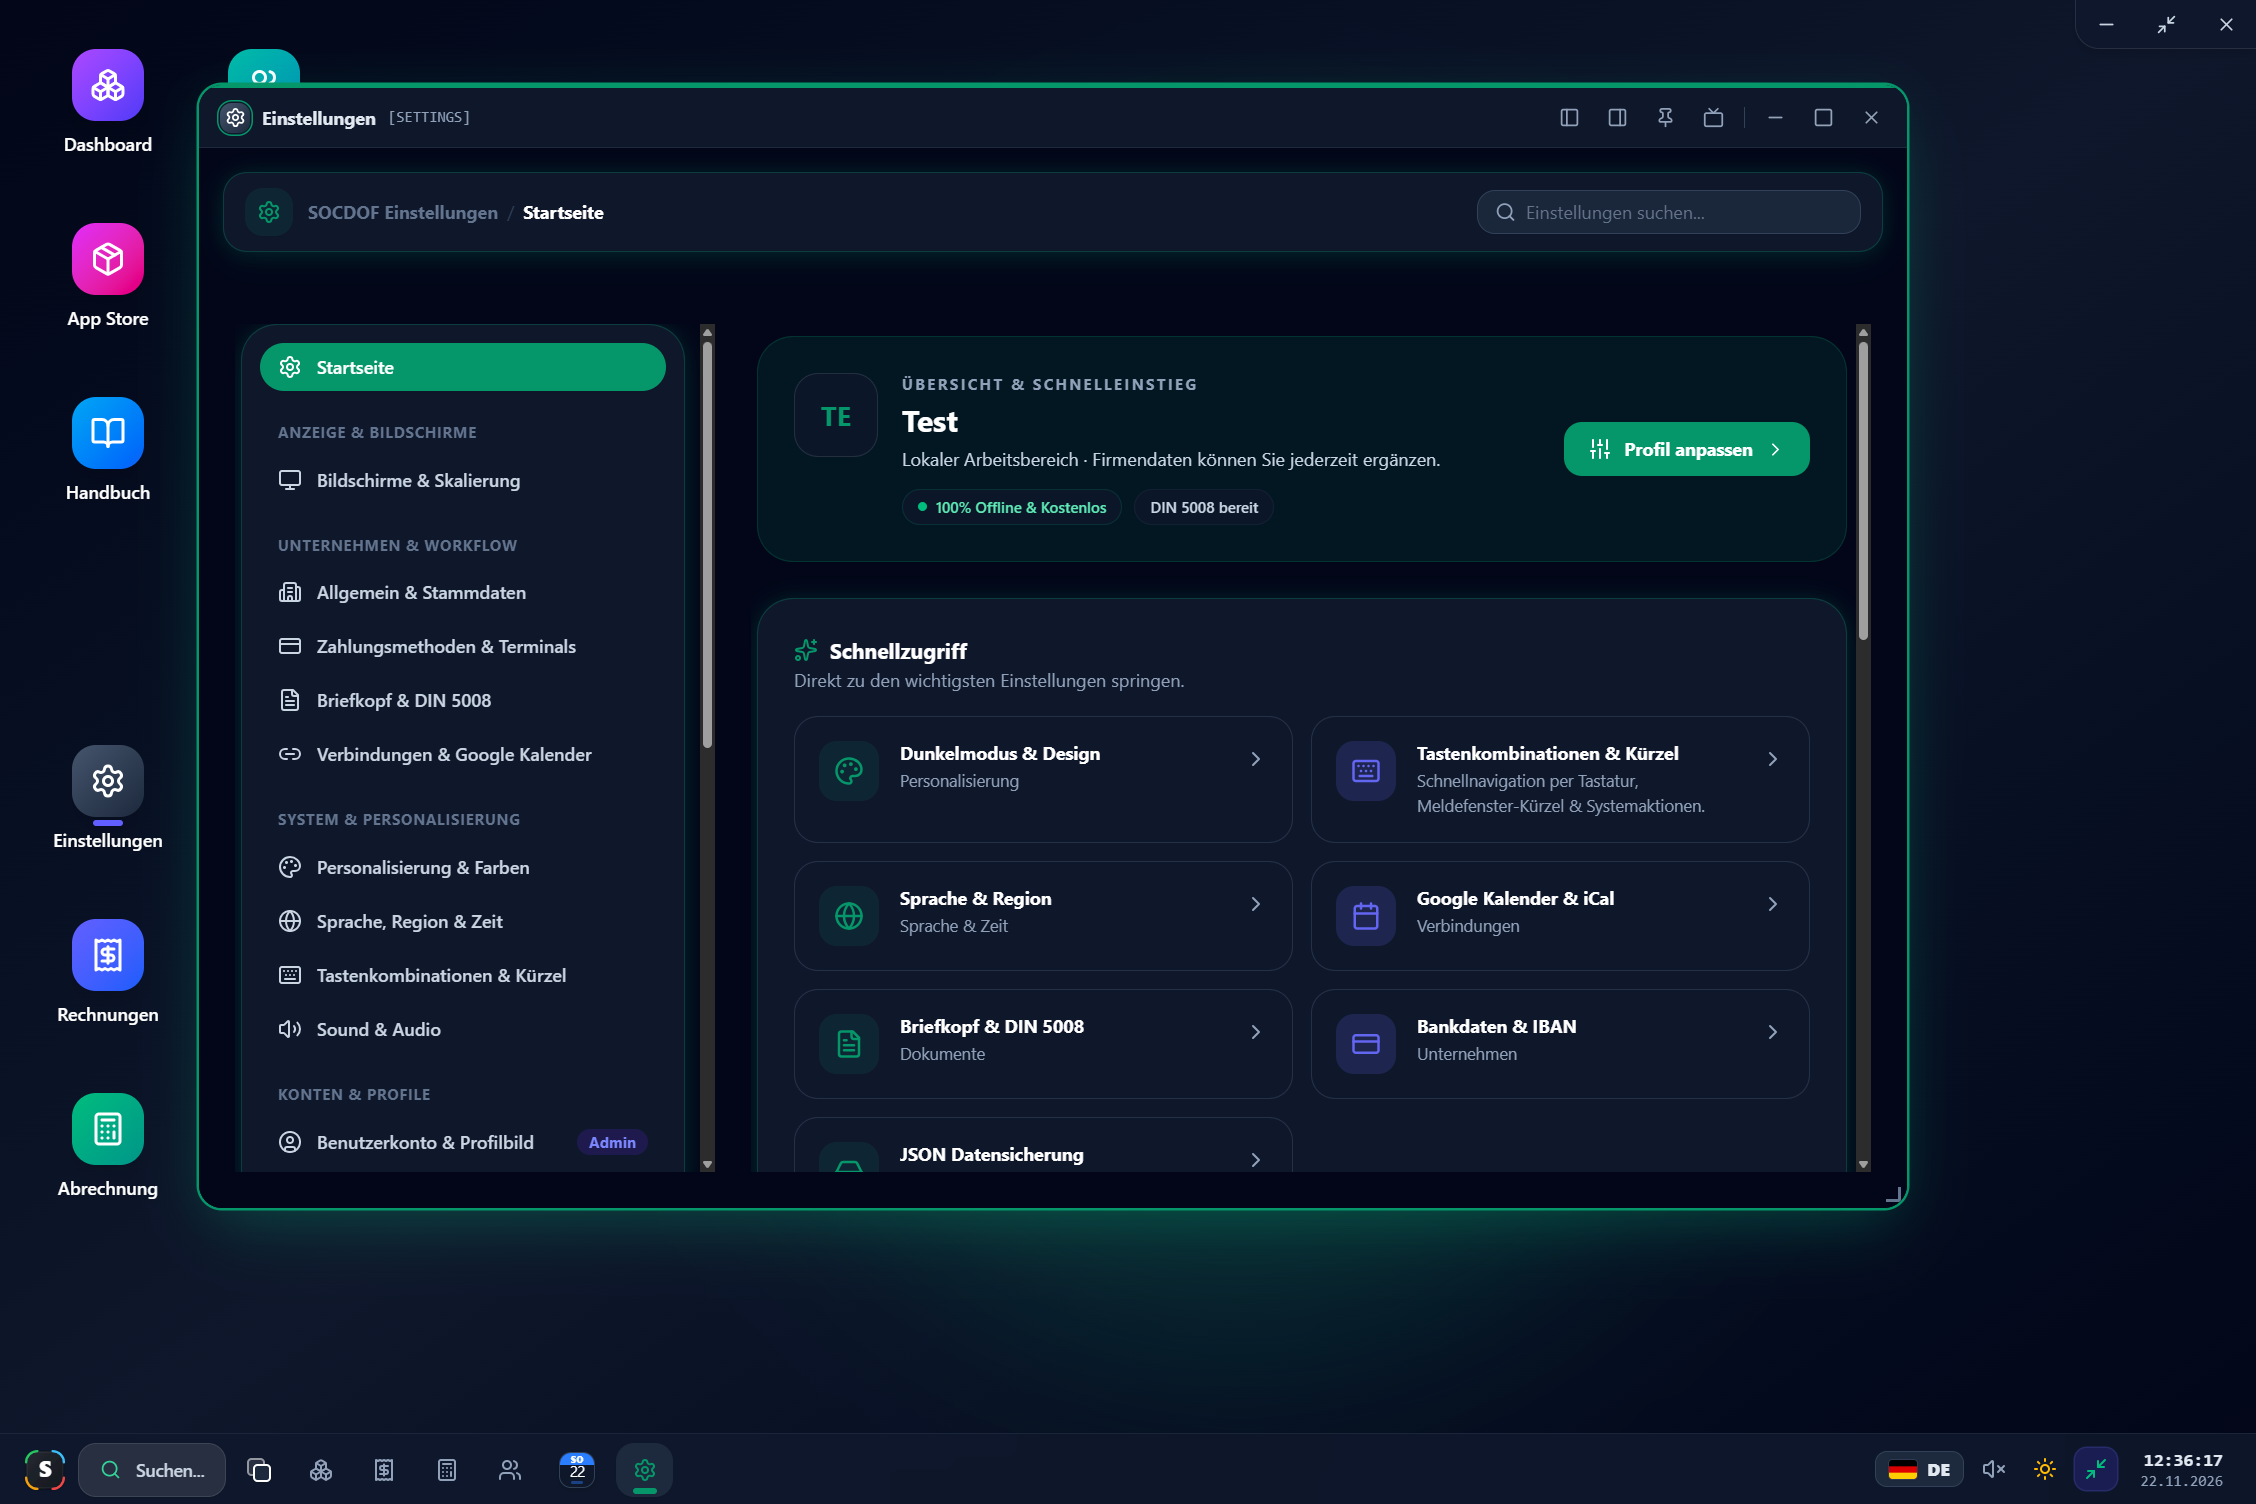 Dashboard
App Store
Handbuch
Einstellungen
Rechnungen
Abrechnung
Einstellungen [SETTINGS]
SOCDOF Einstellungen / Startseite
Einstellungen suchen...
Startseite
ANZEIGE & BILDSCHIRME
Bildschirme & Skalierung
UNTERNEHMEN & WORKFLOW
Allgemein & Stammdaten
Zahlungsmethoden & Terminals
Briefkopf & DIN 5008
Verbindungen & Google Kalender
SYSTEM & PERSONALISIERUNG
Personalisierung & Farben
Sprache, Region & Zeit
Tastenkombinationen & Kürzel
Sound & Audio
KONTEN & PROFILE
Benutzerkonto & Profilbild Admin
TE
ÜBERSICHT & SCHNELLEINSTIEG
Test
Lokaler Arbeitsbereich · Firmendaten können Sie jederzeit ergänzen.
100% Offline & Kostenlos DIN 5008 bereit
Profil anpassen
Schnellzugriff
Direkt zu den wichtigsten Einstellungen springen.
Dunkelmodus & Design
Personalisierung
Tastenkombinationen & Kürzel
Schnellnavigation per Tastatur,
Meldefenster-Kürzel & Systemaktionen.
Sprache & Region
Sprache & Zeit
Google Kalender & iCal
Verbindungen
Briefkopf & DIN 5008
Dokumente
Bankdaten & IBAN
Unternehmen
JSON Datensicherung
S
Suchen...
SO
22
DE
12:36:17
22.11.2026